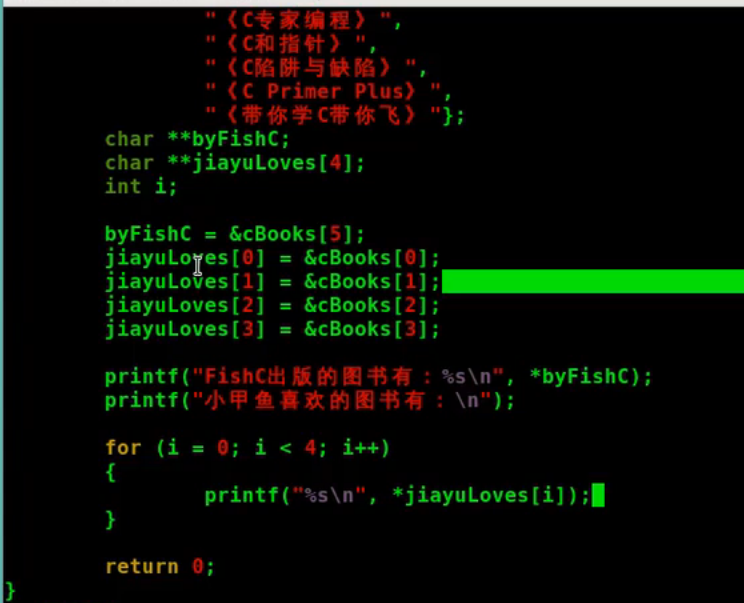 "《C专家编程》",
"《C和指针》",
"《C陷阱与缺陷》",
"《C Primer Plus》",
"《带你学C带你飞》"};
char **byFishC;
char **jiayuLoves[4];
int i;
byFishC = &cBooks[5];
jiayuLoves[0] = &cBooks[0];
jiayuLoves[1] = &cBooks[1];
jiayuLoves[2] = &cBooks[2];
jiayuLoves[3] = &cBooks[3];
printf("FishC出版的图书有：%s\n", *byFishC);
printf("小甲鱼喜欢的图书有：\n");
for (i = 0; i < 4; i++)
{
printf("%s\n", *jiayuLoves[i]);
}
return 0;
}